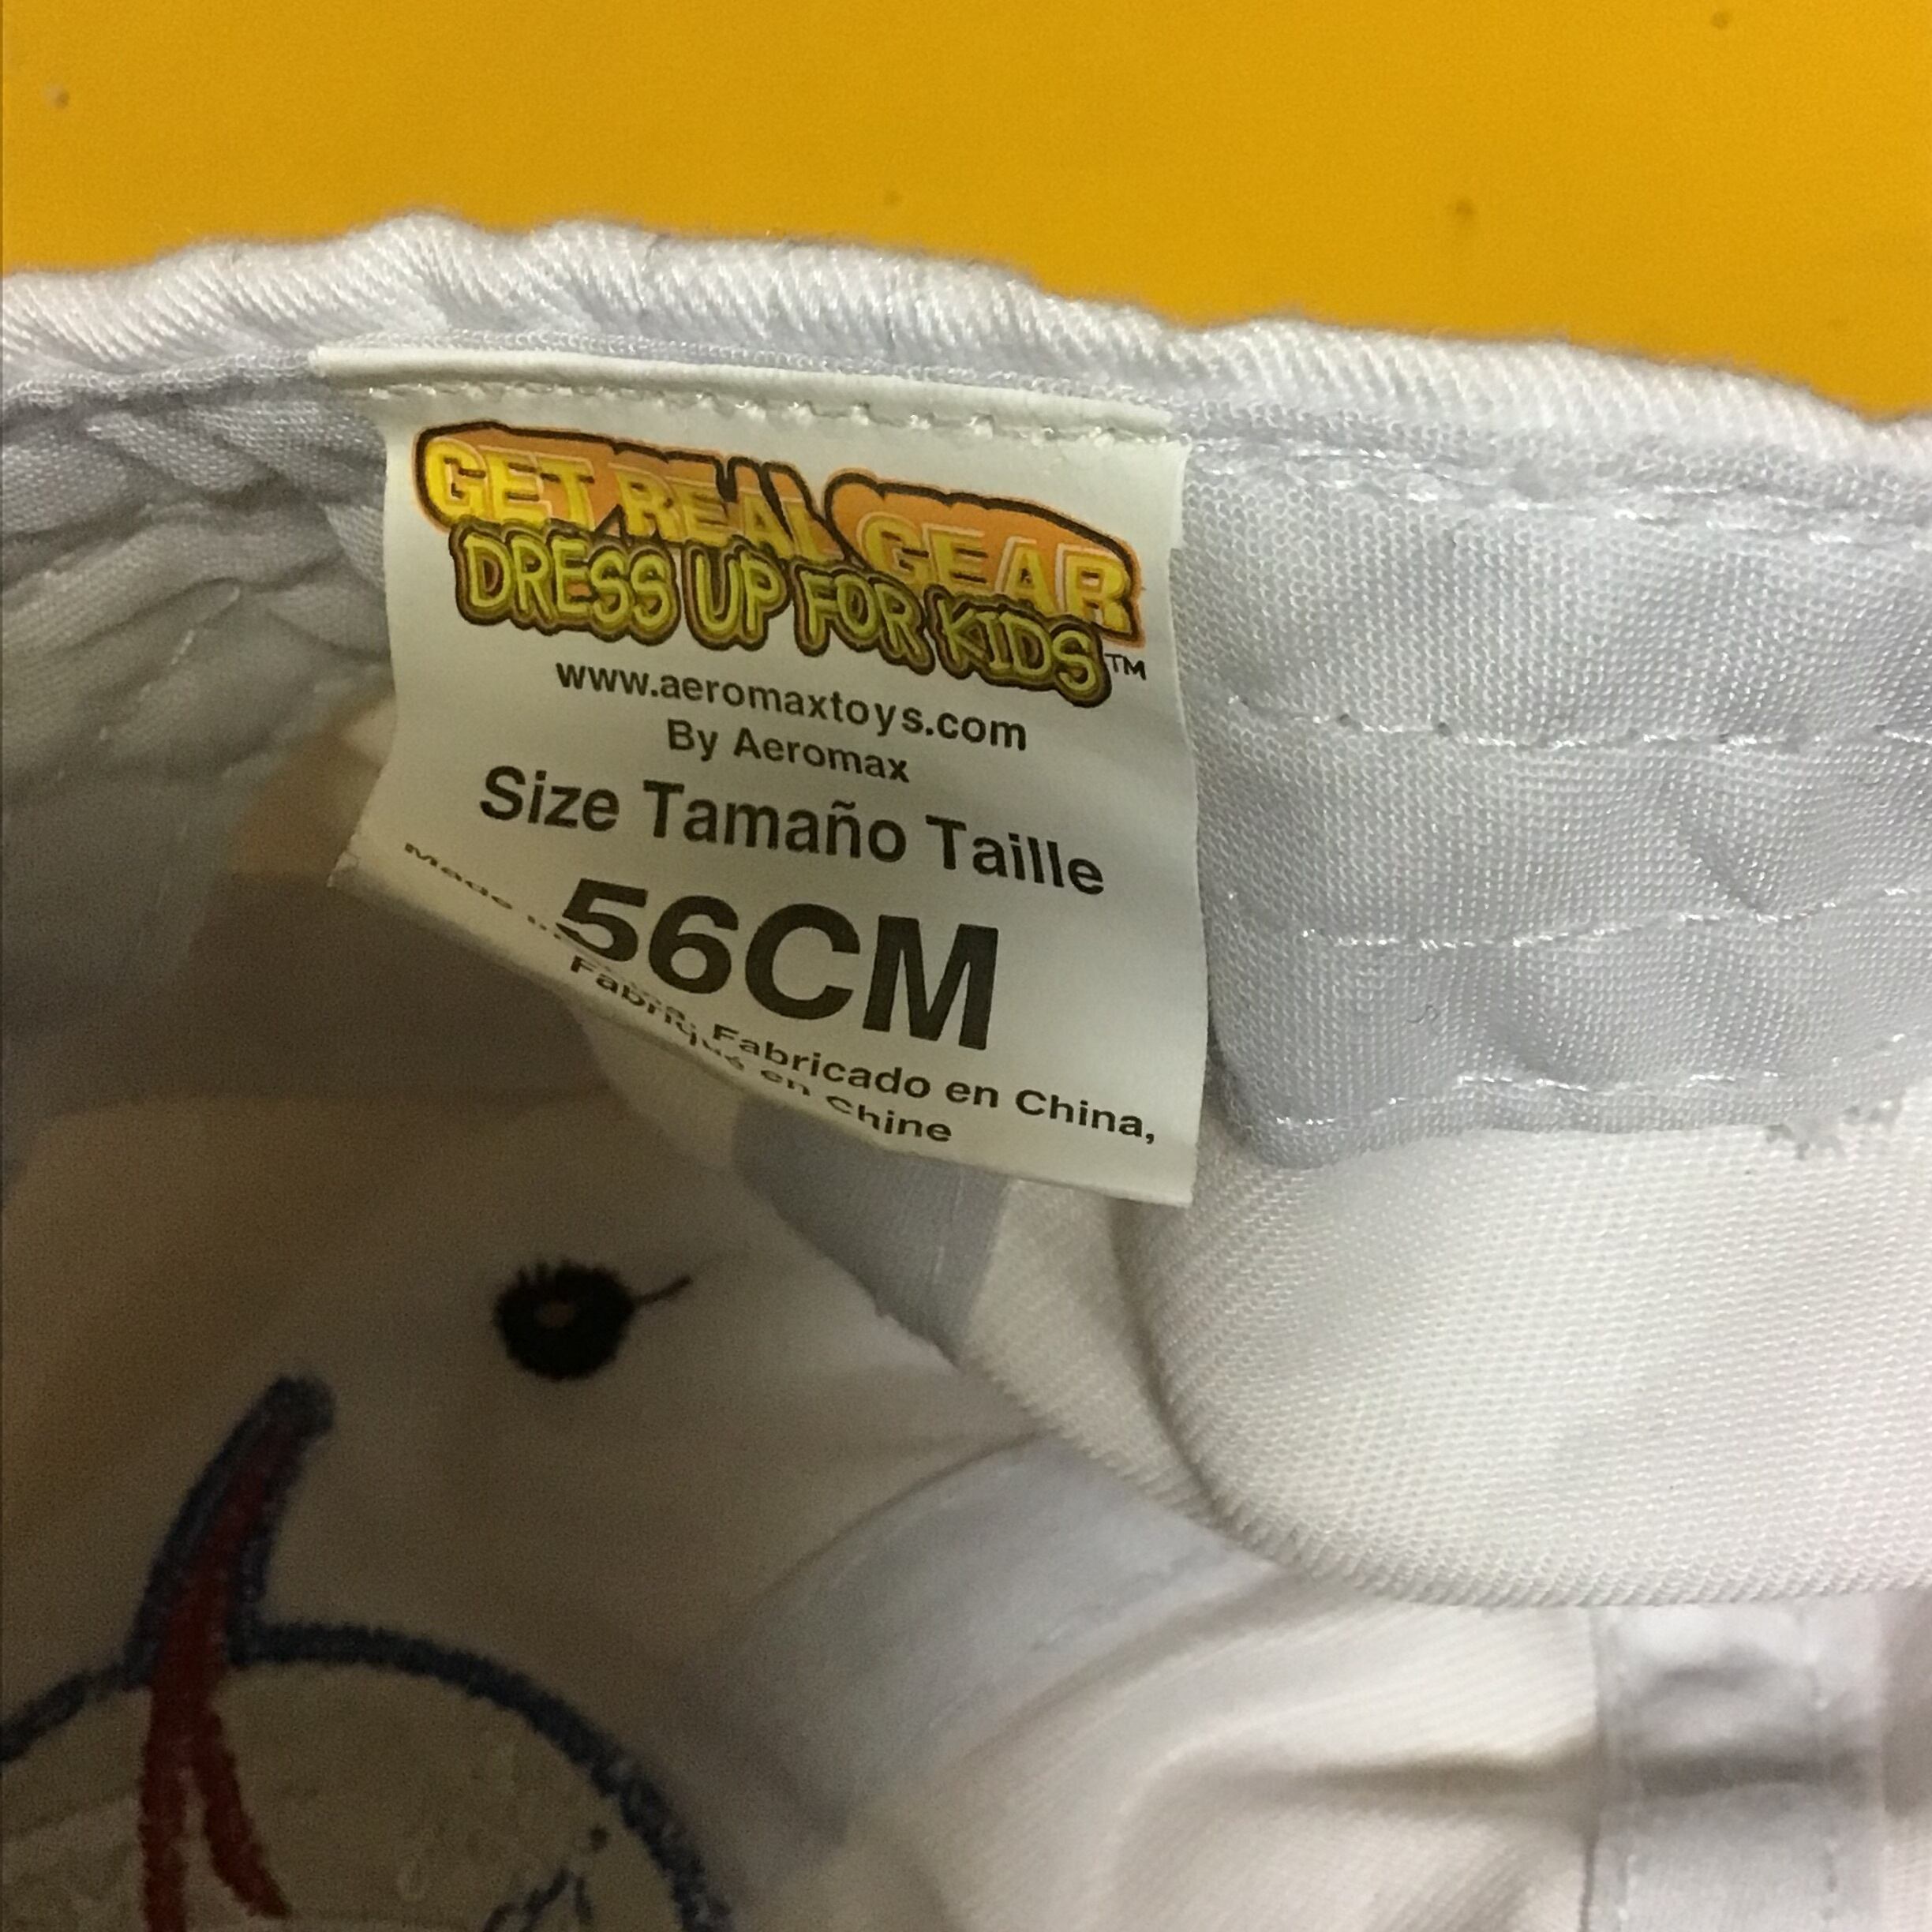 GET REAL GEAR
DRESS UP FOR KIDS™
www.aeromaxtoys.com
By Aeromax
Size Tamaño Taille
56CM
Made Fabricado en China,
Fabriqué en Chine